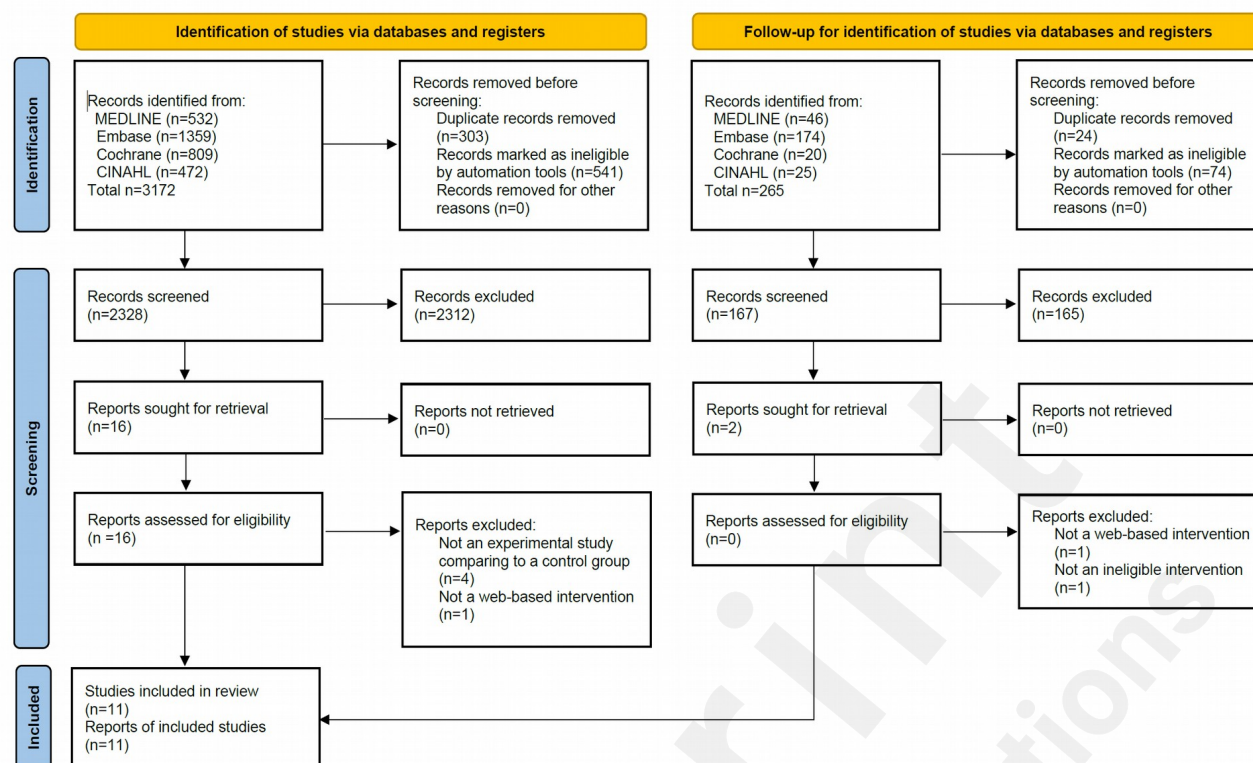 Identification of studies via databases and registers
Follow-up for identification of studies via databases and registers
Identification
Records identified from:
MEDLINE (n=532)
Embase (n=1359)
Cochrane (n=809)
CINAHL (n=472)
Total n=3172
Records removed before
screening:
Duplicate records removed
(n=303)
Records marked as ineligible
by automation tools (n=541)
Records removed for other
reasons (n=0)
Records identified from:
MEDLINE (n=46)
Embase (n=174)
Cochrane (n=20)
CINAHL (n=25)
Total n=265
Records removed before
screening:
Duplicate records removed
(n=24)
Records marked as ineligible
by automation tools (n=74)
Records removed for other
reasons (n=0)
Screening
Records screened
(n=2328)
Records excluded
(n=2312)
Records screened
(n=167)
Records excluded
(n=165)
Reports sought for retrieval
(n=16)
Reports not retrieved
(n=0)
Reports sought for retrieval
(n=2)
Reports not retrieved
(n=0)
Reports assessed for eligibility
(n =16)
Reports excluded:
Not an experimental study
comparing to a control group
(n=4)
Not a web-based intervention
(n=1)
Reports assessed for eligibility
(n=0)
Reports excluded:
Not a web-based intervention
(n=1)
Not an ineligible intervention
(n=1)
Included
Studies included in review
(n=11)
Reports of included studies
(n=11)
rint
tions